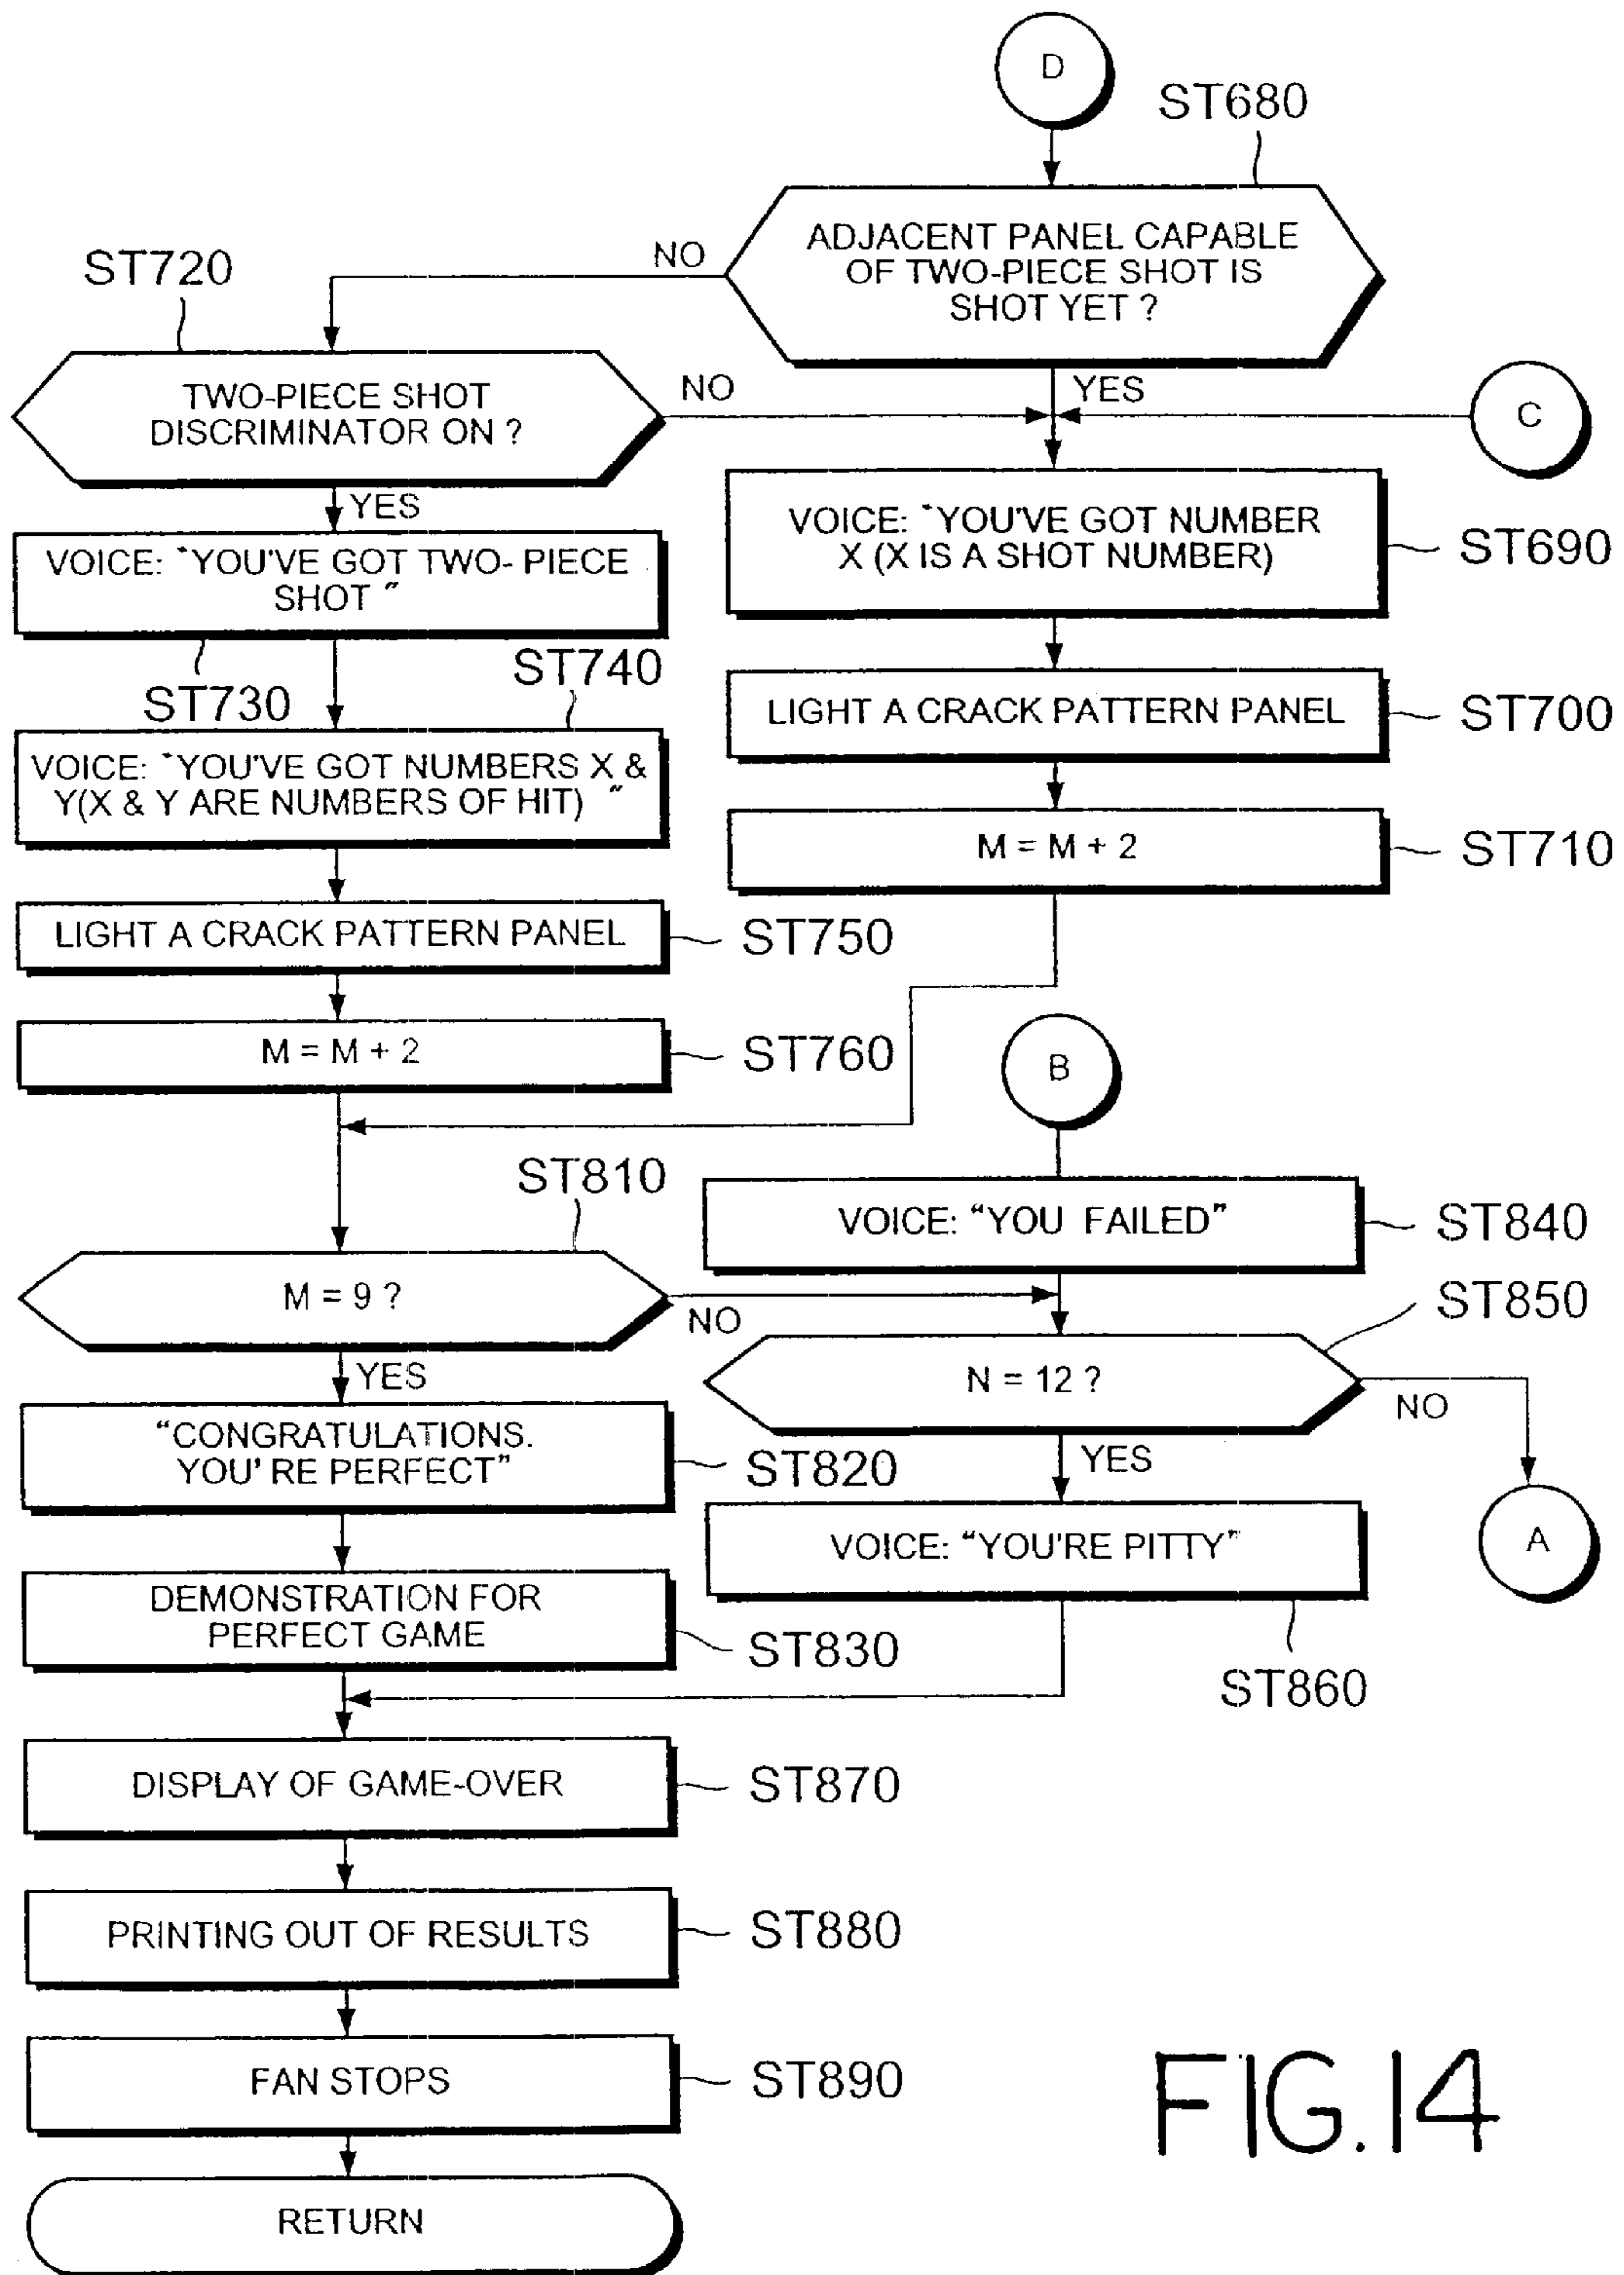 D
ST680
ADJACENT PANEL CAPABLE
OF TWO-PIECE SHOT IS
SHOT YET ?
NO
YES
ST720
TWO-PIECE SHOT
DISCRIMINATOR ON ?
NO
YES
C
VOICE: "YOU'VE GOT NUMBER
X (X IS A SHOT NUMBER)
ST690
VOICE: "YOU'VE GOT TWO- PIECE
SHOT "
ST730
ST740
VOICE: "YOU'VE GOT NUMBERS X &
Y(X & Y ARE NUMBERS OF HIT) "
LIGHT A CRACK PATTERN PANEL
ST700
M = M + 2
ST710
LIGHT A CRACK PATTERN PANEL
ST750
M = M + 2
ST760
B
ST810
M = 9 ?
NO
YES
VOICE: "YOU FAILED"
ST840
ST850
N = 12 ?
NO
YES
A
"CONGRATULATIONS.
YOU' RE PERFECT"
ST820
VOICE: "YOU'RE PITTY"
ST860
DEMONSTRATION FOR
PERFECT GAME
ST830
DISPLAY OF GAME-OVER
ST870
PRINTING OUT OF RESULTS
ST880
FAN STOPS
ST890
RETURN
FIG.14